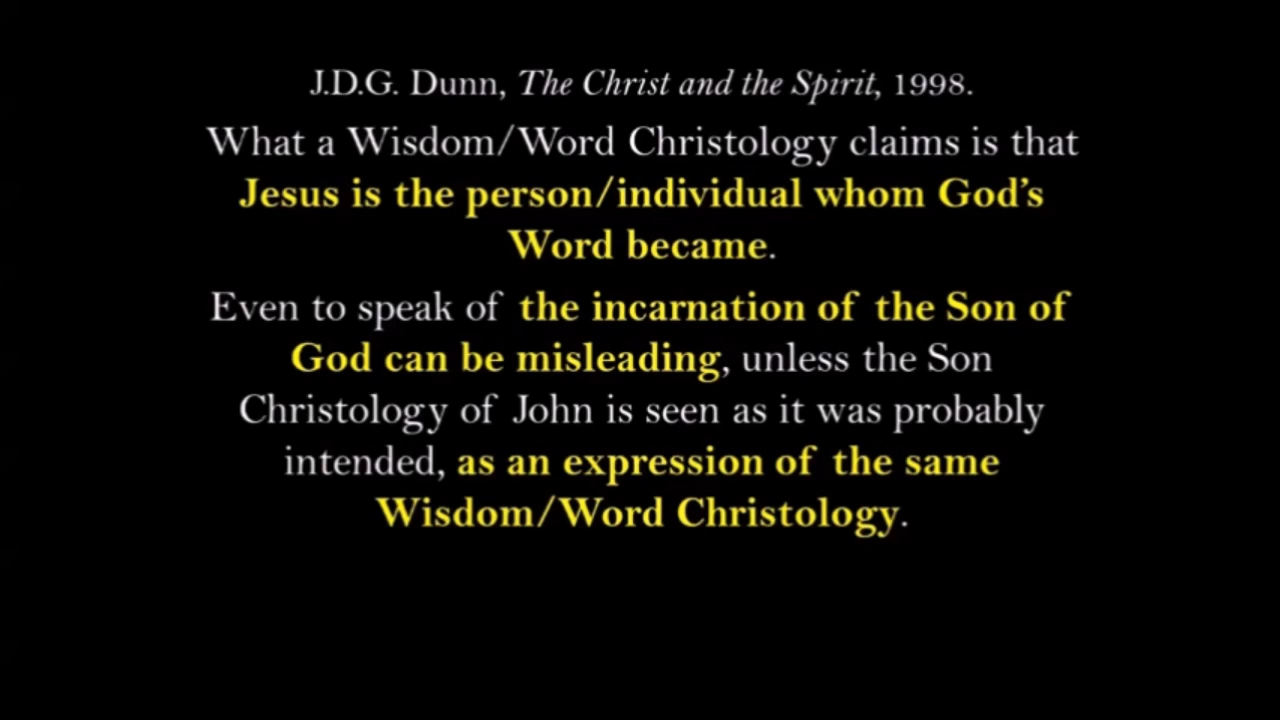 J.D.G. Dunn, The Christ and the Spirit, 1998.
What a Wisdom/Word Christology claims is that
Jesus is the person/individual whom God’s
Word became.
Even to speak of the incarnation of the Son of
God can be misleading, unless the Son
Christology of John is seen as it was probably
intended, as an expression of the same
Wisdom/Word Christology.